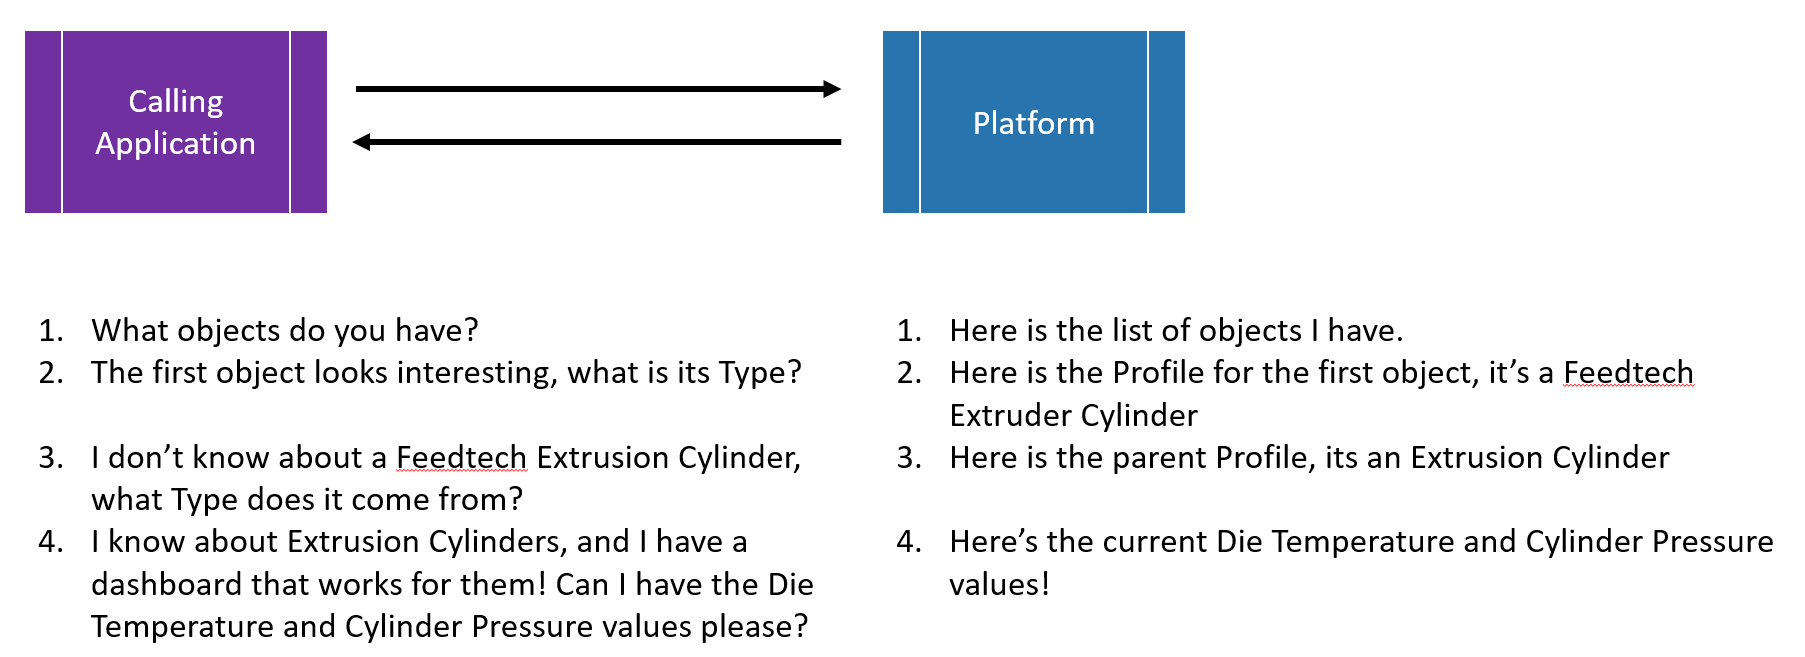 Calling
Application
Platform
1. What objects do you have?
2. The first object looks interesting, what is its Type?
3. I don’t know about a Feedtech Extrusion Cylinder,
what Type does it come from?
4. I know about Extrusion Cylinders, and I have a
dashboard that works for them! Can I have the Die
Temperature and Cylinder Pressure values please?
1. Here is the list of objects I have.
2. Here is the Profile for the first object, it’s a Feedtech
Extruder Cylinder
3. Here is the parent Profile, its an Extrusion Cylinder
4. Here’s the current Die Temperature and Cylinder Pressure
values!